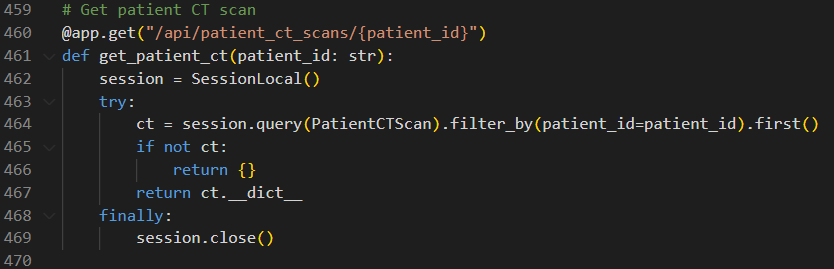 459 # Get patient CT scan
460 @app.get("/api/patient_ct_scans/{patient_id}")
461 def get_patient_ct(patient_id: str):
462     session = SessionLocal()
463     try:
464         ct = session.query(PatientCTScan).filter_by(patient_id=patient_id).first()
465         if not ct:
466             return {}
467         return ct.__dict__
468     finally:
469         session.close()
470